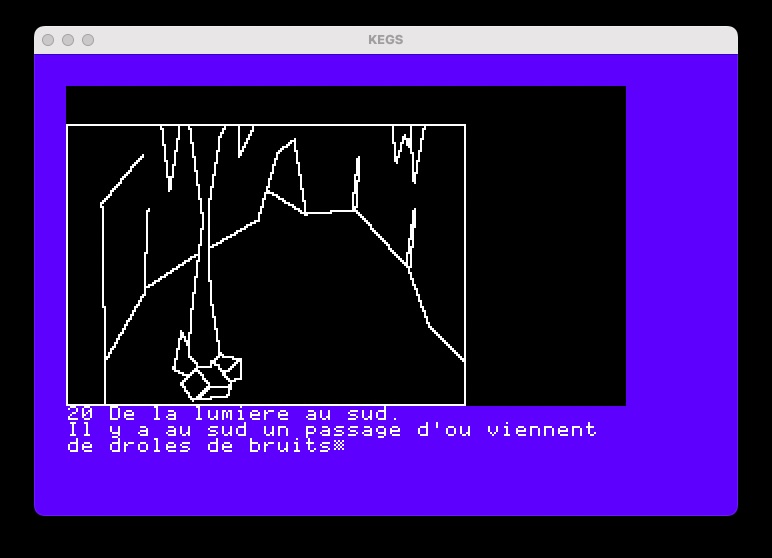 KEGS
20 De la lumiere au sud.
Il y a au sud un passage d'ou viennent
de droles de bruits